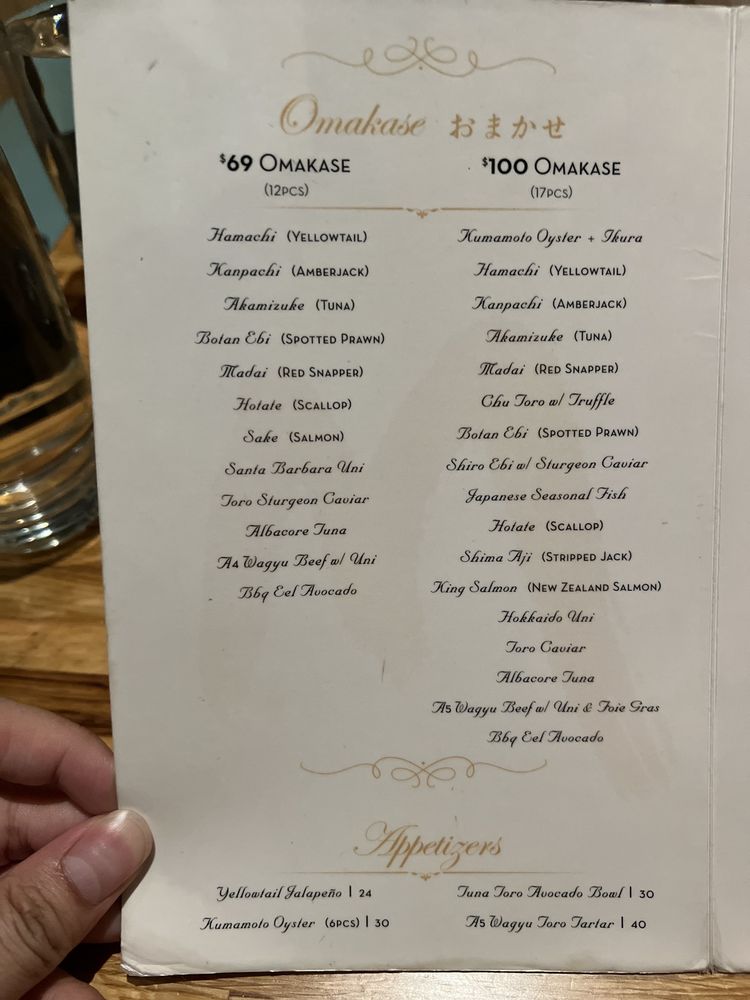 Omakase おまかせ
$69 OMAKASE
(12PCS)
Hamachi (YELLOWTAIL)
Kanpachi (AMBERJACK)
Akamizuke (TUNA)
Botan Ebi (SPOTTED PRAWN)
Madai (RED SNAPPER)
Hotate (SCALLOP)
Sake (SALMON)
Santa Barbara Uni
Toro Sturgeon Caviar
Albacore Tuna
A4 Wagyu Beef w/ Uni
Bbq Eel Avocado
$100 OMAKASE
(17PCS)
Kumamoto Oyster + Ikura
Hamachi (YELLOWTAIL)
Kanpachi (AMBERJACK)
Akamizuke (TUNA)
Madai (RED SNAPPER)
Chu Toro w/ Truffle
Botan Ebi (SPOTTED PRAWN)
Shiro Ebi w/ Sturgeon Caviar
Japanese Seasonal Fish
Hotate (SCALLOP)
Shima Aji (STRIPPED JACK)
King Salmon (NEW ZEALAND SALMON)
Hokkaido Uni
Toro Caviar
Albacore Tuna
A5 Wagyu Beef w/ Uni & Foie Gras
Bbq Eel Avocado
Appetizers
Yellowtail Jalapeño | 24
Kumamoto Oyster (6PCS) | 30
Tuna Toro Avocado Bowl | 30
A5 Wagyu Toro Tartar | 40